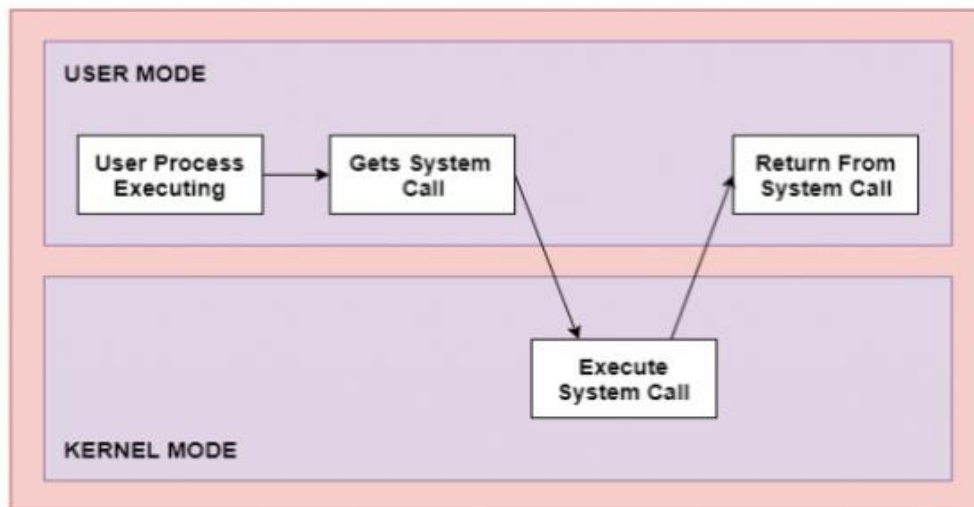 USER MODE
User Process
Executing
Gets System
Call
Return From
System Call
Execute
System Call
KERNEL MODE